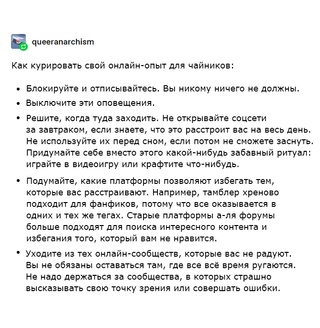 queeranarchism
Как курировать свой онлайн-опыт для чайников:
• Блокируйте и отписывайтесь. Вы никому ничего не должны.
• Выключите эти оповещения.
• Решите, когда туда заходить. Не открывайте соцсети
за завтраком, если знаете, что это расстроит вас на весь день.
Не используйте их перед сном, если потом не сможете заснуть.
Придумайте себе вместо этого какой-нибудь забавный ритуал:
играйте в видеоигру или крафтите что-нибудь.
• Подумайте, какие платформы позволяют избегать тем,
которые вас расстраивают. Например, тамблер хреново
подходит для фанфиков, потому что все оказывается в
одних и тех же тегах. Старые платформы а-ля форумы
больше подходят для поиска интересного контента и
избегания того, который вам не нравится.
• Уходите из тех онлайн-сообществ, которые вас не радуют.
Вы не обязаны оставаться там, где все всё время ругаются.
Не надо держаться за сообщества, в которых страшно
высказывать свою точку зрения или совершать ошибки.